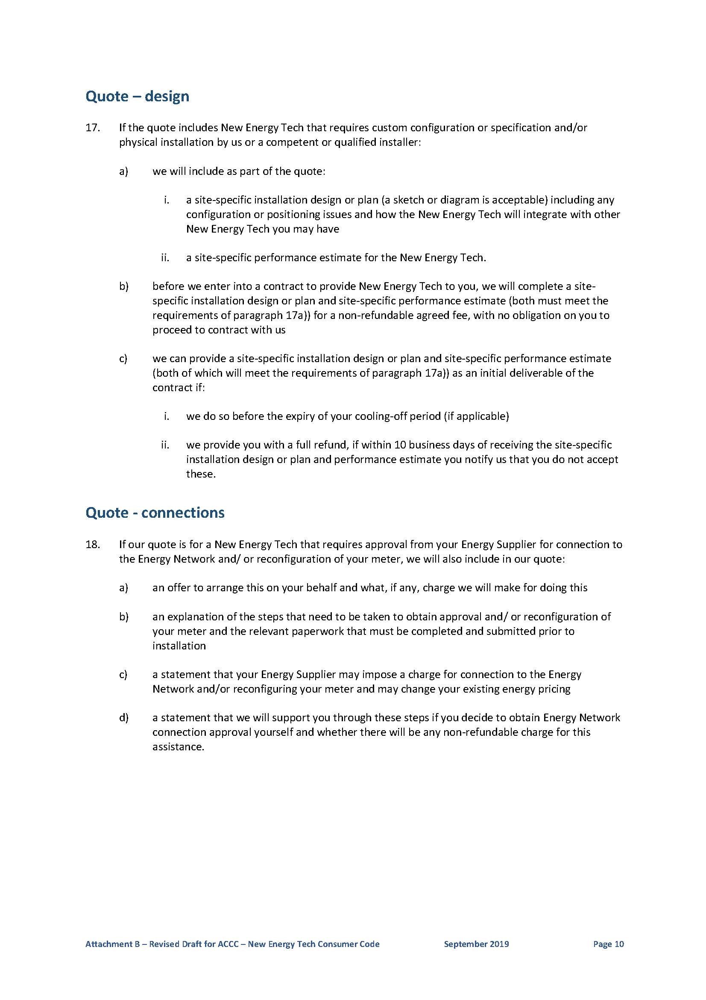 Quote – design
17. If the quote includes New Energy Tech that requires custom configuration or specification and/or
physical installation by us or a competent or qualified installer:
a) we will include as part of the quote:
i. a site-specific installation design or plan (a sketch or diagram is acceptable) including any
configuration or positioning issues and how the New Energy Tech will integrate with other
New Energy Tech you may have
ii. a site-specific performance estimate for the New Energy Tech.
b) before we enter into a contract to provide New Energy Tech to you, we will complete a site-
specific installation design or plan and site-specific performance estimate (both must meet the
requirements of paragraph 17a)) for a non-refundable agreed fee, with no obligation on you to
proceed to contract with us
c) we can provide a site-specific installation design or plan and site-specific performance estimate
(both of which will meet the requirements of paragraph 17a)) as an initial deliverable of the
contract if:
i. we do so before the expiry of your cooling-off period (if applicable)
ii. we provide you with a full refund, if within 10 business days of receiving the site-specific
installation design or plan and performance estimate you notify us that you do not accept
these.
Quote - connections
18. If our quote is for a New Energy Tech that requires approval from your Energy Supplier for connection to
the Energy Network and/ or reconfiguration of your meter, we will also include in our quote:
a) an offer to arrange this on your behalf and what, if any, charge we will make for doing this
b) an explanation of the steps that need to be taken to obtain approval and/ or reconfiguration of
your meter and the relevant paperwork that must be completed and submitted prior to
installation
c) a statement that your Energy Supplier may impose a charge for connection to the Energy
Network and/or reconfiguring your meter and may change your existing energy pricing
d) a statement that we will support you through these steps if you decide to obtain Energy Network
connection approval yourself and whether there will be any non-refundable charge for this
assistance.
Attachment B – Revised Draft for ACCC – New Energy Tech Consumer Code September 2019 Page 10